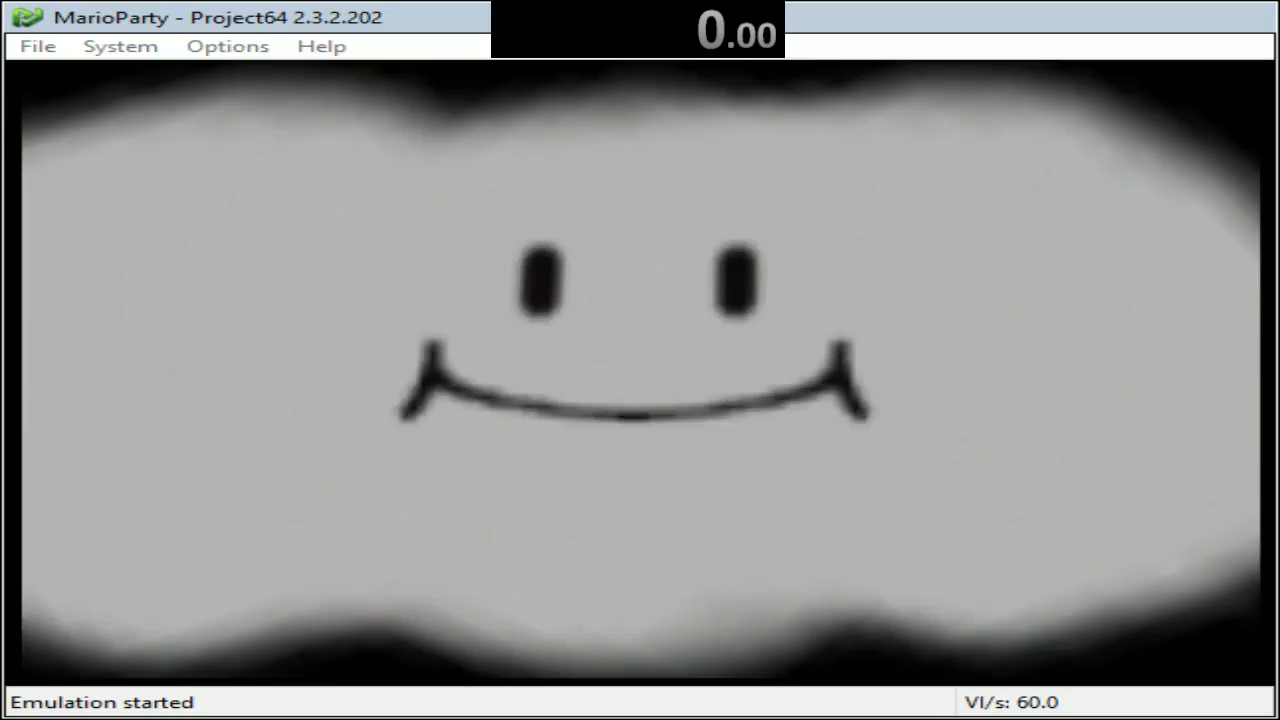 MarioParty - Project64 2.3.2.202
0.00
File System Options Help
Emulation started VI/s: 60.0